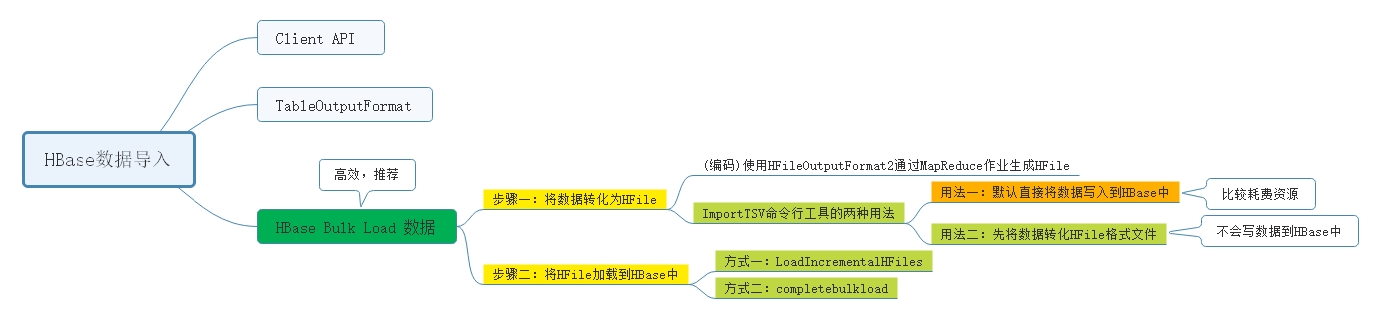 Client API
TableOutputFormat
HBase数据导入
高效，推荐
HBase Bulk Load 数据
步骤一：将数据转化为HFile
(编码)使用HFileOutputFormat2通过MapReduce作业生成HFile
ImportTSV命令行工具的两种用法
用法一：默认直接将数据写入到HBase中
比较耗费资源
用法二：先将数据转化HFile格式文件
不会写数据到HBase中
步骤二：将HFile加载到HBase中
方式一：LoadIncrementalHFiles
方式二：completebulkload